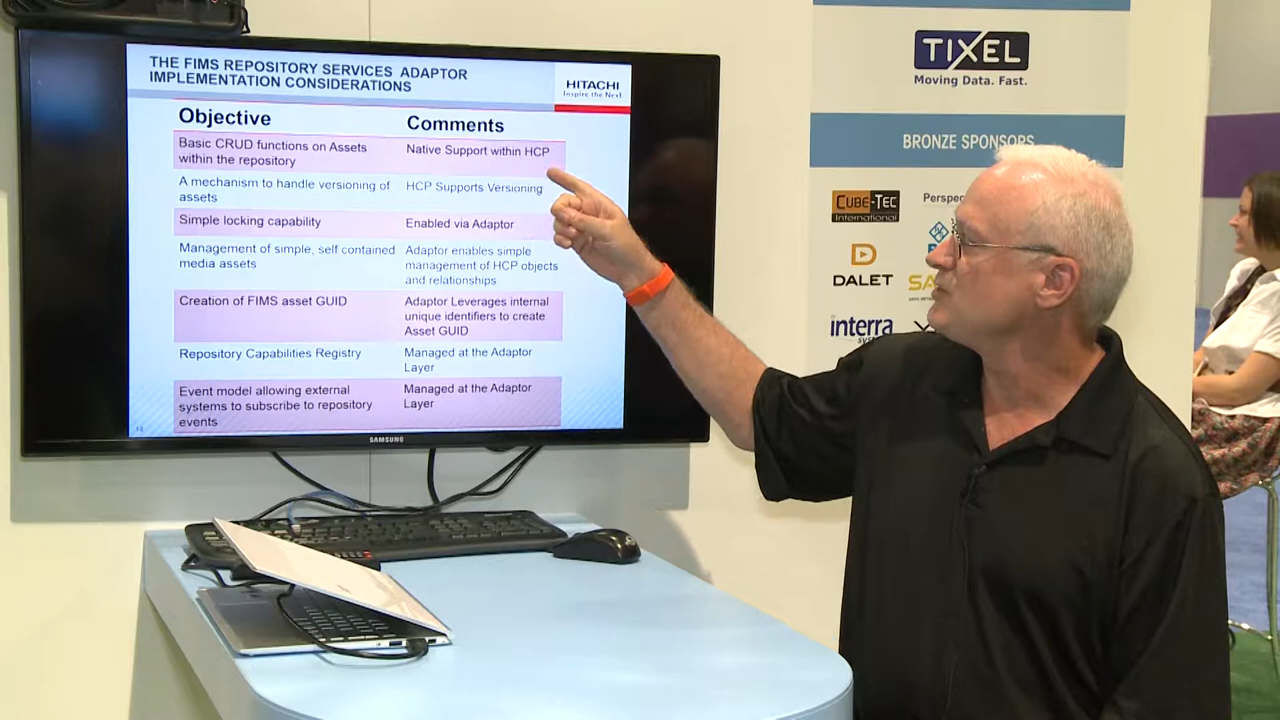 THE FIMS REPOSITORY SERVICES ADAPTOR
IMPLEMENTATION CONSIDERATIONS
HITACHI
Inspire the Next
Objective
Comments
Basic CRUD functions on Assets
within the repository
Native Support within HCP
A mechanism to handle versioning of
assets
HCP Supports Versioning
Simple locking capability
Enabled via Adaptor
Management of simple, self contained
media assets
Adaptor enables simple
management of HCP objects
and relationships
Creation of FIMS asset GUID
Adaptor Leverages internal
unique identifiers to create
Asset GUID
Repository Capabilities Registry
Managed at the Adaptor
Layer
Event model allowing external
systems to subscribe to repository
events
Managed at the Adaptor
Layer
SAMSUNG
TIXEL
Moving Data. Fast.
BRONZE SPONSORS
CUBE-TEC
International
DALET
interra